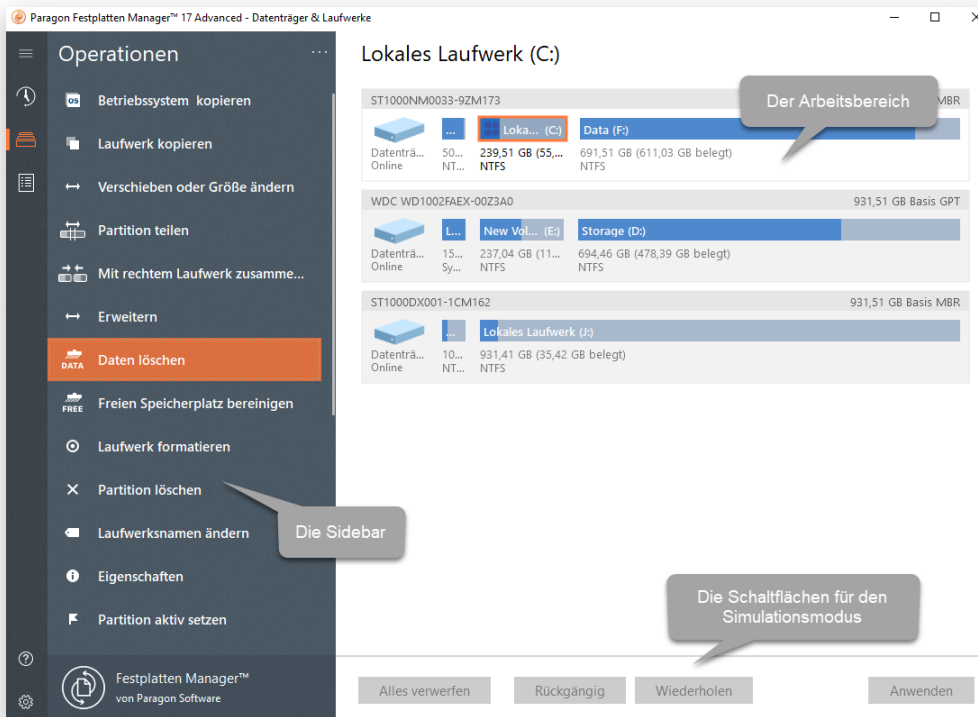 Paragon Festplatten Manager™ 17 Advanced - Datenträger & Laufwerke
Operationen
...
os Betriebssystem kopieren
Laufwerk kopieren
Verschieben oder Größe ändern
Partition teilen
Mit rechtem Laufwerk zusamme...
Erweitern
DATA Daten löschen
FREE Freien Speicherplatz bereinigen
Laufwerk formatieren
Partition löschen
Laufwerksnamen ändern
Eigenschaften
Partition aktiv setzen
Die Sidebar
Festplatten Manager™
von Paragon Software
Lokales Laufwerk (C:)
ST1000NM0033-9ZM173 MBR
Der Arbeitsbereich
... Loka... (C:) Data (F:)
Datenträ... 50... 239,51 GB (55,... 691,51 GB (611,03 GB belegt)
Online NT... NTFS NTFS
WDC WD1002FAEX-00Z3A0 931,51 GB Basis GPT
L... New Vol... (E:) Storage (D:)
Datenträ... 15... 237,04 GB (11... 694,46 GB (478,39 GB belegt)
Online Sy... NTFS NTFS
ST1000DX001-1CM162 931,51 GB Basis MBR
... Lokales Laufwerk (J:)
Datenträ... 10... 931,41 GB (35,42 GB belegt)
Online NT... NTFS
Die Schaltflächen für den
Simulationsmodus
Alles verwerfen Rückgängig Wiederholen Anwenden